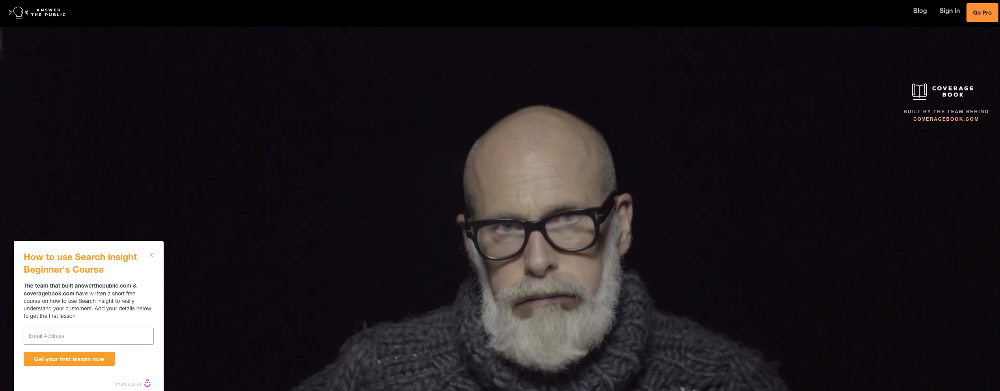 ANSWER
THE PUBLIC
Blog
Sign in
Go Pro
COVERAGE
BOOK
BUILT BY THE TEAM BEHIND
COVERAGEBOOK.COM
How to use Search insight
Beginner's Course
X
The team that built answerthepublic.com &
coveragebook.com have written a short free
course on how to use Search insight to really
understand your customers. Add your details below
to get the first lesson
Email Address
Get your first lesson now
POWERED BY